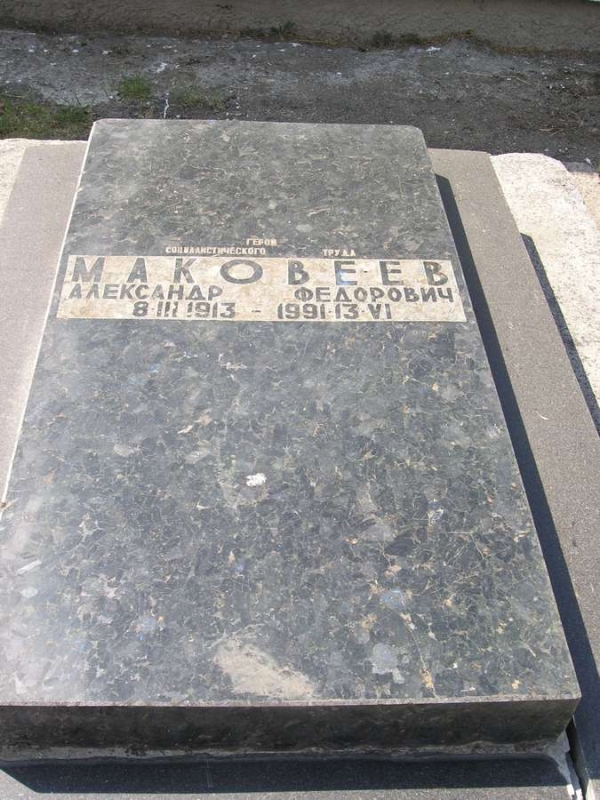 ГЕРОЙ
СОЦИАЛИСТИЧЕСКОГО ТРУДА
МАКОВЕЕВ
АЛЕКСАНДР ФЕДОРОВИЧ
8·III 1913 - 1991·13·VI